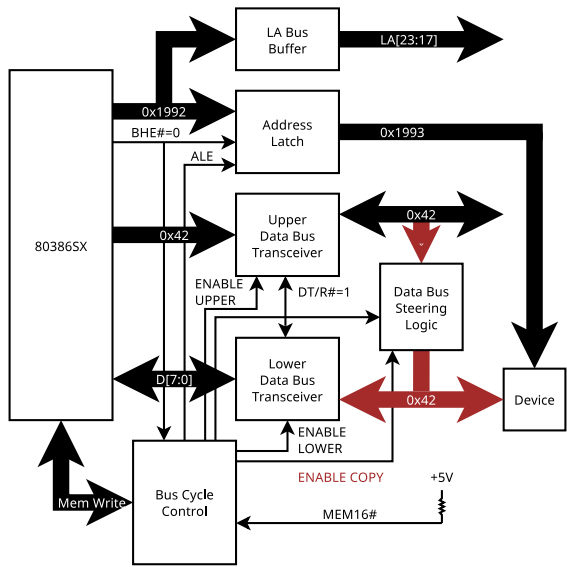 LA Bus
Buffer
LA[23:17]
0x1992
BHE#=0
Address
Latch
0x1993
ALE
80386SX
0x42
Upper
Data Bus
Transceiver
0x42
ENABLE
UPPER
DT/R#=1
Data Bus
Steering
Logic
D[7:0]
Lower
Data Bus
Transceiver
0x42
Device
ENABLE
LOWER
ENABLE COPY
+5V
Mem Write
Bus Cycle
Control
MEM16#